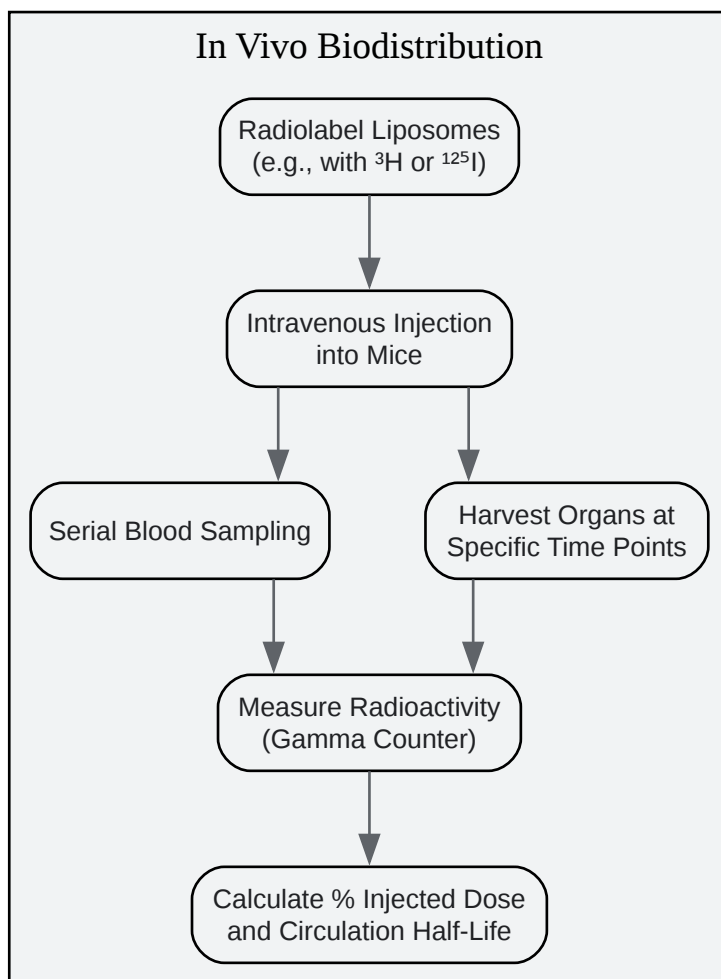 In Vivo Biodistribution
Radiolabel Liposomes
(e.g., with ³H or ¹²⁵I)
Intravenous Injection
into Mice
Serial Blood Sampling
Harvest Organs at
Specific Time Points
Measure Radioactivity
(Gamma Counter)
Calculate % Injected Dose
and Circulation Half-Life